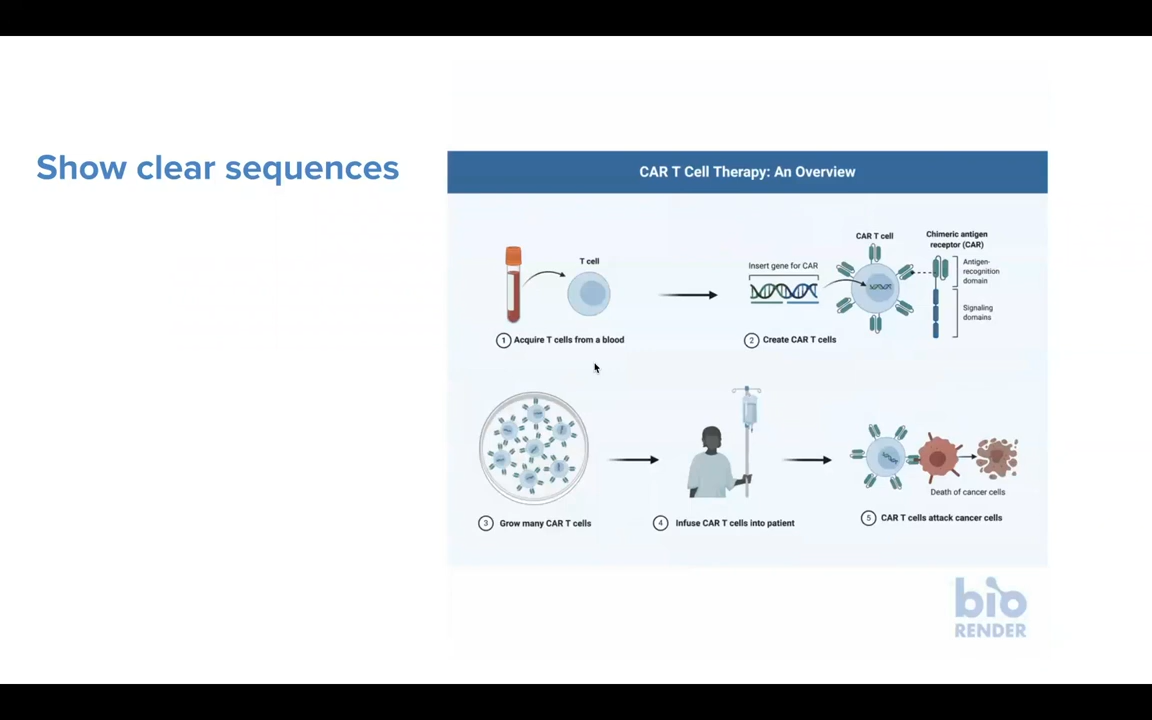 Show clear sequences
CAR T Cell Therapy: An Overview
T cell
1 Acquire T cells from a blood
Insert gene for CAR
CAR T cell
Chimeric antigen
receptor (CAR)
Antigen-
recognition
domain
Signaling
domains
2 Create CAR T cells
3 Grow many CAR T cells
4 Infuse CAR T cells into patient
Death of cancer cells
5 CAR T cells attack cancer cells
bio
RENDER